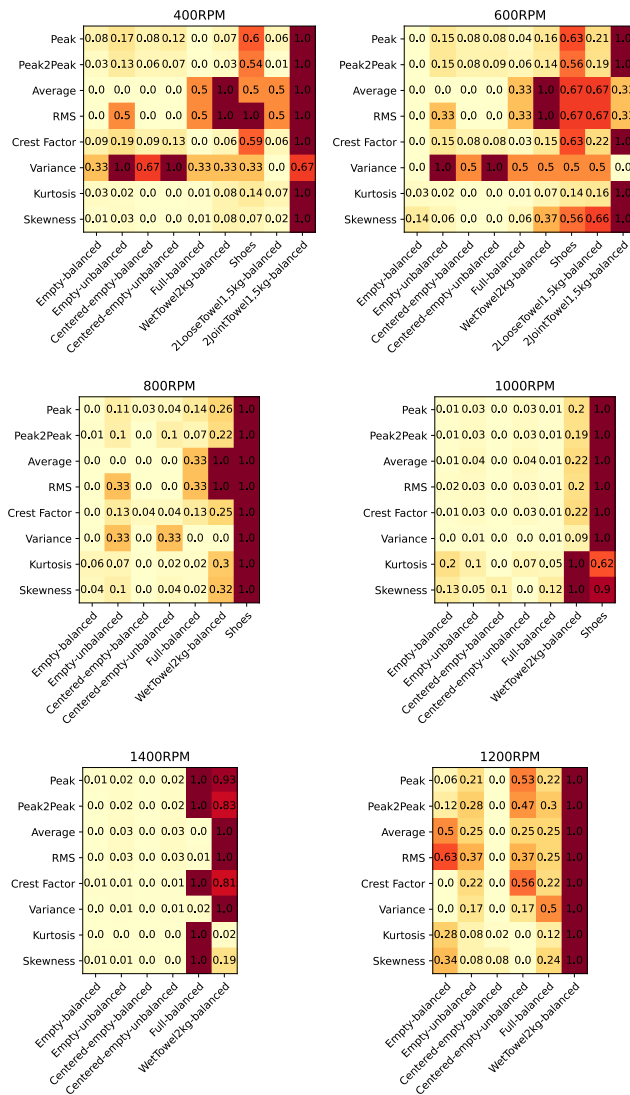 400RPM
Peak 0.08 0.17 0.08 0.12 0.0 0.07 0.6 0.06 1.0
Peak2Peak 0.03 0.13 0.06 0.07 0.0 0.03 0.54 0.01 1.0
Average 0.0 0.0 0.0 0.0 0.5 1.0 0.5 0.5 1.0
RMS 0.0 0.5 0.0 0.0 0.5 1.0 1.0 0.5 1.0
Crest Factor 0.09 0.19 0.09 0.13 0.0 0.06 0.59 0.06 1.0
Variance 0.33 1.0 0.67 1.0 0.33 0.33 0.33 0.0 0.67
Kurtosis 0.03 0.02 0.0 0.0 0.01 0.08 0.14 0.07 1.0
Skewness 0.01 0.03 0.0 0.0 0.01 0.08 0.07 0.02 1.0
Empty-balanced
Empty-unbalanced
Centered-empty-balanced
Centered-empty-unbalanced
Full-balanced
WetTowel2kg-balanced
Shoes
2LooseTowel1.5kg-balanced
2JointTowel1.5kg-balanced
600RPM
Peak 0.0 0.15 0.08 0.08 0.04 0.16 0.63 0.21 1.0
Peak2Peak 0.0 0.15 0.08 0.09 0.06 0.14 0.56 0.19 1.0
Average 0.0 0.0 0.0 0.0 0.33 1.0 0.67 0.67 0.33
RMS 0.0 0.33 0.0 0.0 0.33 1.0 0.67 0.67 0.33
Crest Factor 0.0 0.15 0.08 0.08 0.03 0.15 0.63 0.22 1.0
Variance 0.0 1.0 0.5 1.0 0.5 0.5 0.5 0.5 0.0
Kurtosis 0.03 0.02 0.0 0.0 0.01 0.07 0.14 0.16 1.0
Skewness 0.14 0.06 0.0 0.0 0.06 0.37 0.56 0.66 1.0
Empty-balanced
Empty-unbalanced
Centered-empty-balanced
Centered-empty-unbalanced
Full-balanced
WetTowel2kg-balanced
Shoes
2LooseTowel1.5kg-balanced
2JointTowel1.5kg-balanced
800RPM
Peak 0.0 0.11 0.03 0.04 0.14 0.26 1.0
Peak2Peak 0.01 0.1 0.0 0.1 0.07 0.22 1.0
Average 0.0 0.0 0.0 0.0 0.33 1.0 1.0
RMS 0.0 0.33 0.0 0.0 0.33 1.0 1.0
Crest Factor 0.0 0.13 0.04 0.04 0.13 0.25 1.0
Variance 0.0 0.33 0.0 0.33 0.0 0.0 1.0
Kurtosis 0.06 0.07 0.0 0.02 0.02 0.3 1.0
Skewness 0.04 0.1 0.0 0.04 0.02 0.32 1.0
Empty-balanced
Empty-unbalanced
Centered-empty-balanced
Centered-empty-unbalanced
Full-balanced
WetTowel2kg-balanced
Shoes
1000RPM
Peak 0.01 0.03 0.0 0.03 0.01 0.2 1.0
Peak2Peak 0.01 0.03 0.0 0.03 0.01 0.19 1.0
Average 0.01 0.04 0.0 0.04 0.01 0.22 1.0
RMS 0.02 0.03 0.0 0.03 0.01 0.2 1.0
Crest Factor 0.01 0.03 0.0 0.03 0.01 0.22 1.0
Variance 0.0 0.01 0.0 0.01 0.0 0.09 1.0
Kurtosis 0.2 0.1 0.0 0.07 0.05 1.0 0.62
Skewness 0.13 0.05 0.1 0.0 0.12 1.0 0.9
Empty-balanced
Empty-unbalanced
Centered-empty-balanced
Centered-empty-unbalanced
Full-balanced
WetTowel2kg-balanced
Shoes
1400RPM
Peak 0.01 0.02 0.0 0.02 1.0 0.93
Peak2Peak 0.0 0.02 0.0 0.02 1.0 0.83
Average 0.0 0.03 0.0 0.03 0.0 1.0
RMS 0.0 0.03 0.0 0.03 0.01 1.0
Crest Factor 0.01 0.01 0.0 0.01 1.0 0.81
Variance 0.0 0.01 0.0 0.01 0.02 1.0
Kurtosis 0.0 0.0 0.0 0.0 1.0 0.02
Skewness 0.01 0.01 0.0 0.0 1.0 0.19
Empty-balanced
Empty-unbalanced
Centered-empty-balanced
Centered-empty-unbalanced
Full-balanced
WetTowel2kg-balanced
1200RPM
Peak 0.06 0.21 0.0 0.53 0.22 1.0
Peak2Peak 0.12 0.28 0.0 0.47 0.3 1.0
Average 0.5 0.25 0.0 0.25 0.25 1.0
RMS 0.63 0.37 0.0 0.37 0.25 1.0
Crest Factor 0.0 0.22 0.0 0.56 0.22 1.0
Variance 0.0 0.17 0.0 0.17 0.5 1.0
Kurtosis 0.28 0.08 0.02 0.0 0.12 1.0
Skewness 0.34 0.08 0.08 0.0 0.24 1.0
Empty-balanced
Empty-unbalanced
Centered-empty-balanced
Centered-empty-unbalanced
Full-balanced
WetTowel2kg-balanced